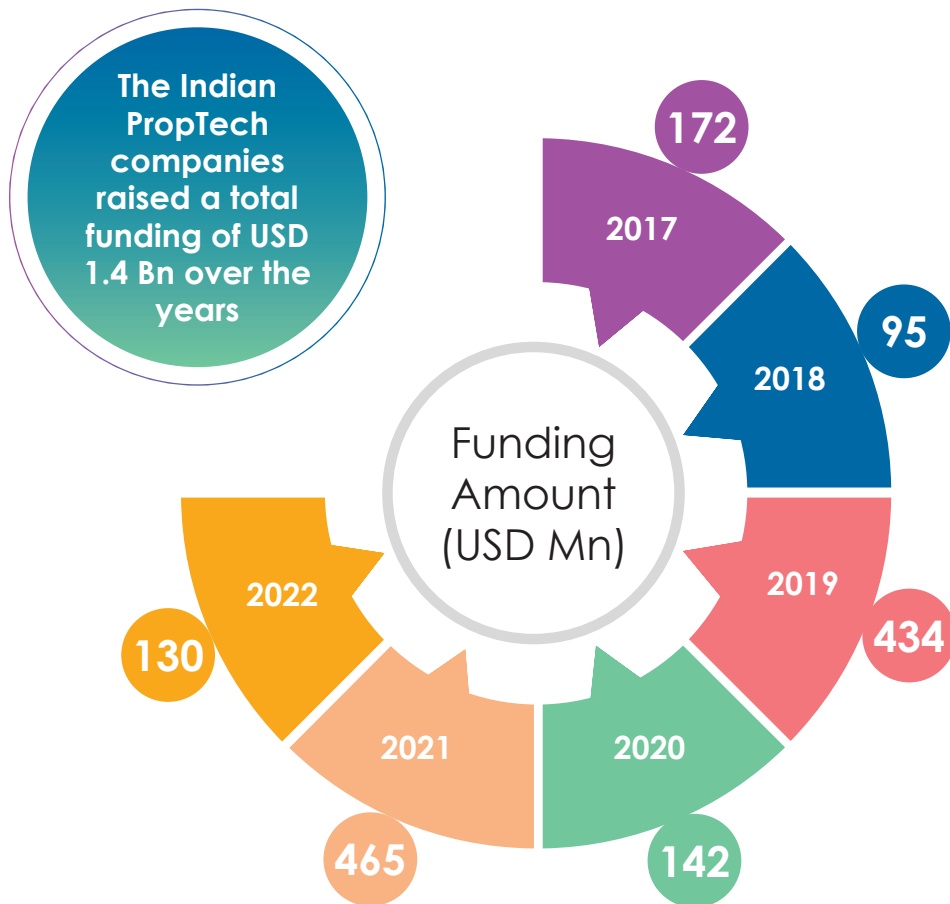 The Indian
PropTech
companies
raised a total
funding of USD
1.4 Bn over the
years
172
2017
95
2018
Funding
Amount
(USD Mn)
2019
434
2020
142
2021
465
2022
130